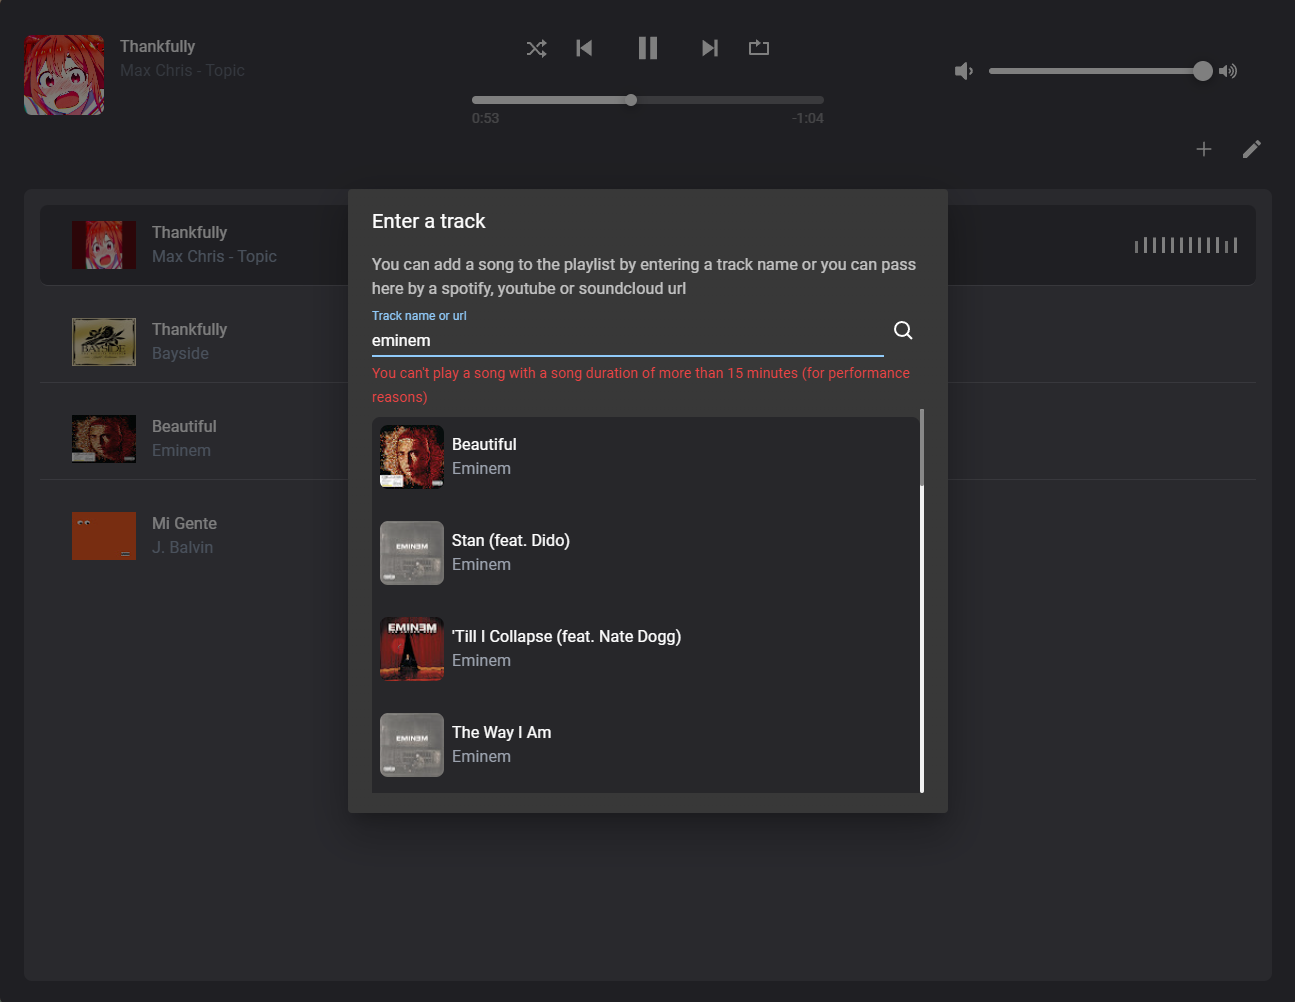 Thankfully
Max Chris - Topic
0:53
-1:04
Thankfully
Max Chris - Topic
Thankfully
Bayside
BAYSIDE
Beautiful
Eminem
Mi Gente
J. Balvin
Enter a track
You can add a song to the playlist by entering a track name or you can pass
here by a spotify, youtube or soundcloud url
Track name or url
eminem
You can't play a song with a song duration of more than 15 minutes (for performance
reasons)
Beautiful
Eminem
EMINEM
Stan (feat. Dido)
Eminem
EMINEM
'Till I Collapse (feat. Nate Dogg)
Eminem
EMINEM
The Way I Am
Eminem